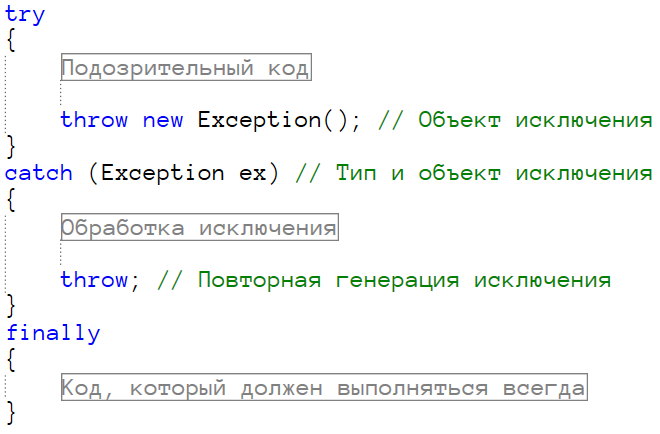 try
{
Подозрительный код
throw new Exception(); // Объект исключения
}
catch (Exception ex) // Тип и объект исключения
{
Обработка исключения
throw; // Повторная генерация исключения
}
finally
{
Код, который должен выполняться всегда
}